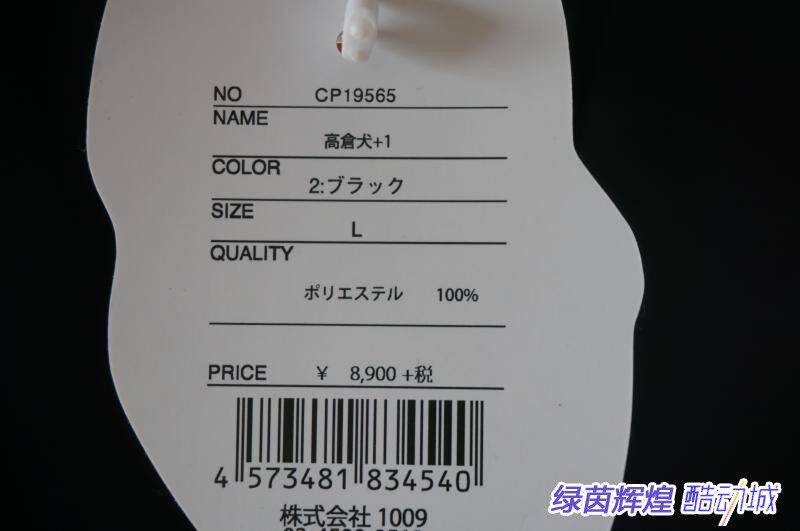 NO CP19565
NAME
高倉犬+1
COLOR
2:ブラック
SIZE
L
QUALITY
ポリエステル 100%
PRICE ¥ 8,900 +税
4 573481 834540
株式会社 1009
绿茵辉煌 酷动城